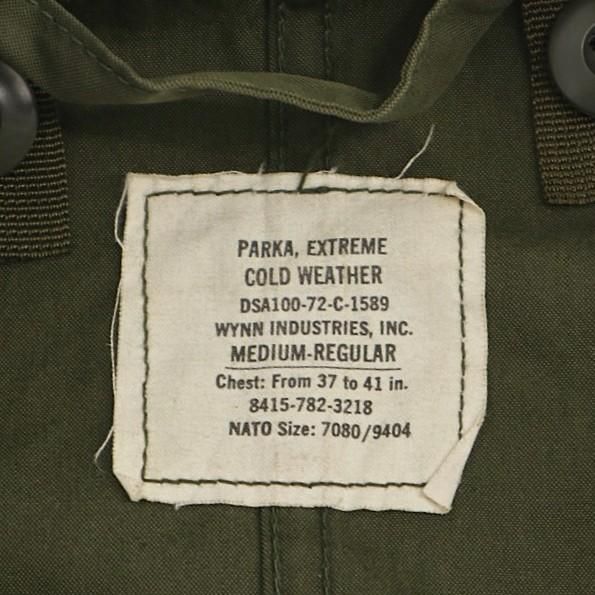 PARKA, EXTREME
COLD WEATHER
DSA100-72-C-1589
WYNN INDUSTRIES, INC.
MEDIUM-REGULAR
Chest: From 37 to 41 in.
8415-782-3218
NATO Size: 7080/9404